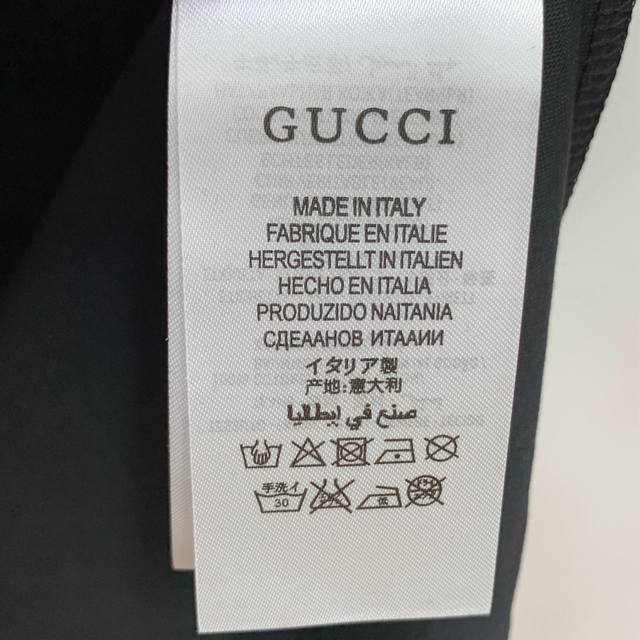 GUCCI
MADE IN ITALY
FABRIQUE EN ITALIE
HERGESTELLT IN ITALIEN
HECHO EN ITALIA
PRODUZIDO NAITANIA
СДЕААНОВ ИТААИИ
イタリア製
产地:意大利
صنع في إيطاليا
手洗イ
30
低